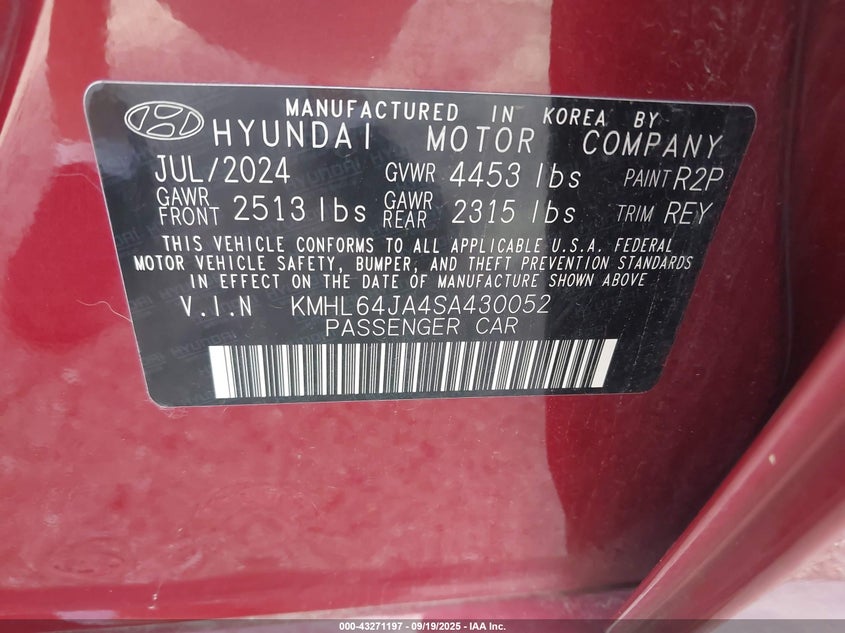 MANUFACTURED IN KOREA BY
HYUNDAI MOTOR COMPANY
JUL/2024 GVWR 4453 lbs PAINT R2P
GAWR FRONT 2513 lbs GAWR REAR 2315 lbs TRIM REY
THIS VEHICLE CONFORMS TO ALL APPLICABLE U.S.A. FEDERAL
MOTOR VEHICLE SAFETY, BUMPER, AND THEFT PREVENTION STANDARDS
IN EFFECT ON THE DATE OF MANUFACTURE SHOWN ABOVE
V.I.N KMHL64JA4SA430052
PASSENGER CAR
000-43271197 - 09/19/2025 - IAA Inc.